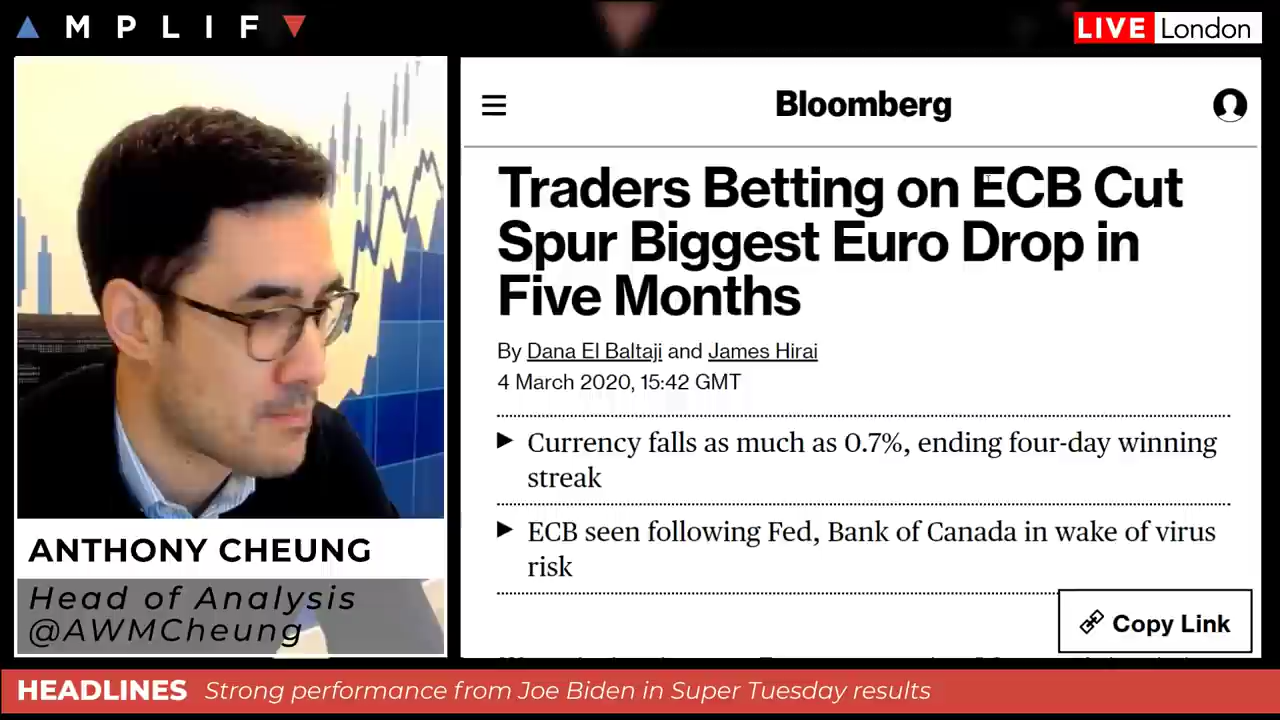 AMPLIFY
LIVE London
Bloomberg
Traders Betting on ECB Cut
Spur Biggest Euro Drop in
Five Months
By Dana El Baltaji and James Hirai
4 March 2020, 15:42 GMT
Currency falls as much as 0.7%, ending four-day winning
streak
ECB seen following Fed, Bank of Canada in wake of virus
risk
Copy Link
ANTHONY CHEUNG
Head of Analysis
@AWMCheung
HEADLINES Strong performance from Joe Biden in Super Tuesday results